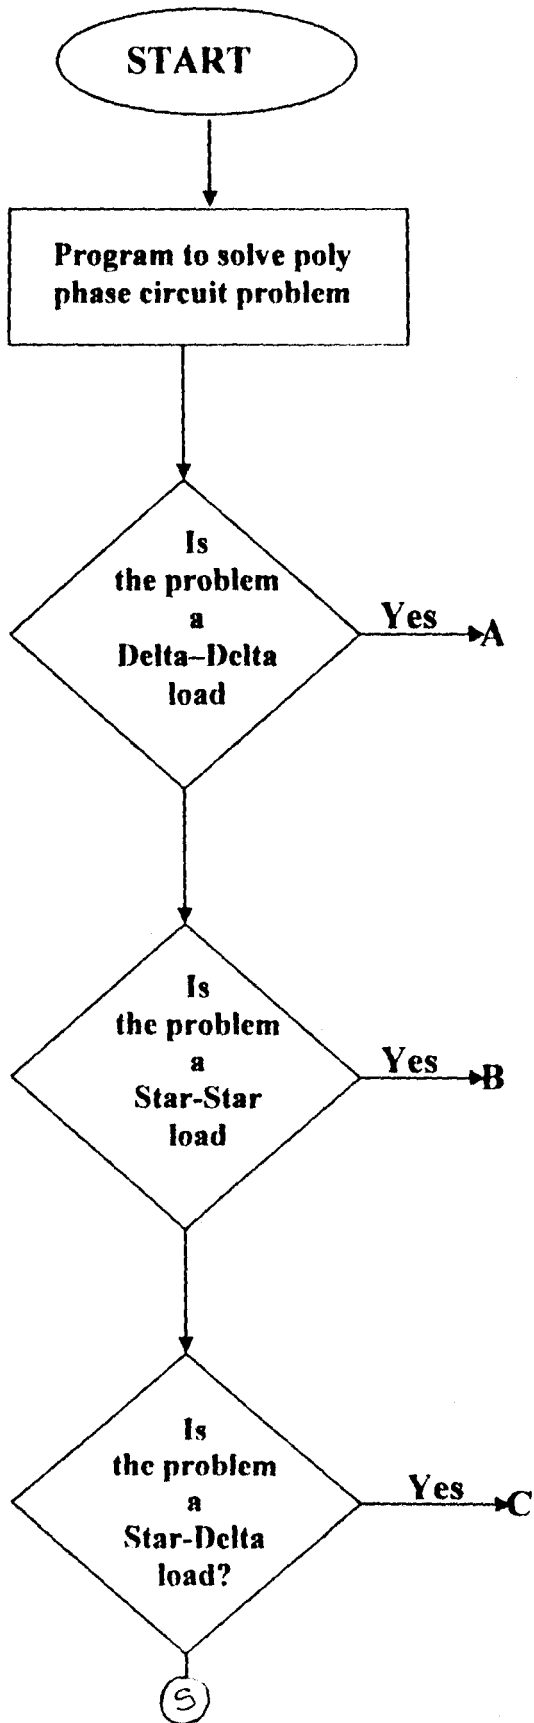 START
Program to solve poly
phase circuit problem
Is
the problem
a
Delta–Delta
load
Yes
A
Is
the problem
a
Star-Star
load
Yes
B
Is
the problem
a
Star-Delta
load?
Yes
C
S